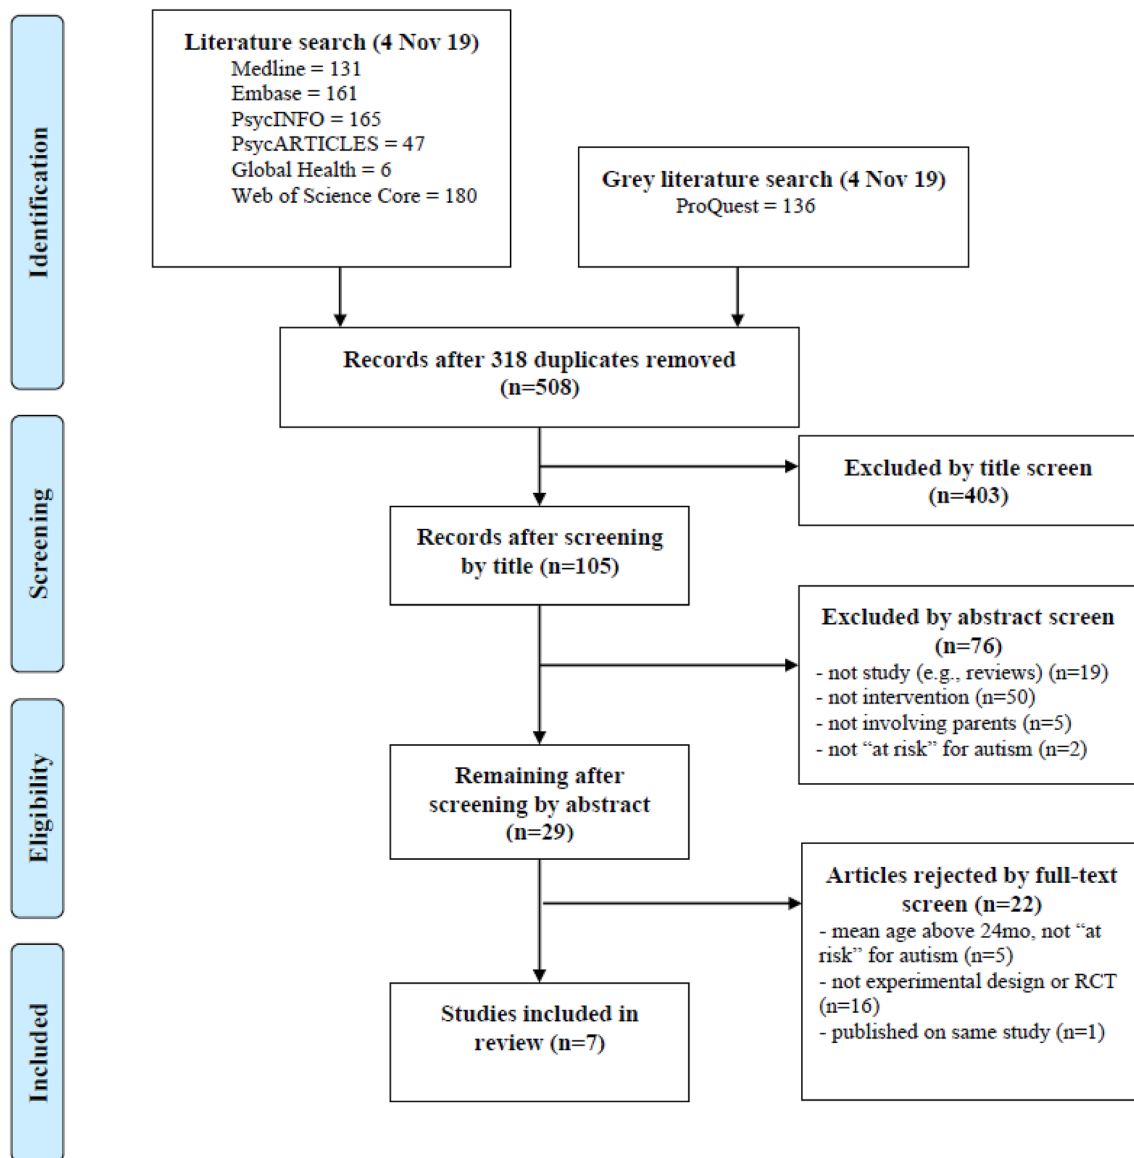 Identification
Literature search (4 Nov 19)
Medline = 131
Embase = 161
PsycINFO = 165
PsycARTICLES = 47
Global Health = 6
Web of Science Core = 180
Grey literature search (4 Nov 19)
ProQuest = 136
Records after 318 duplicates removed
(n=508)
Screening
Excluded by title screen
(n=403)
Records after screening
by title (n=105)
Excluded by abstract screen
(n=76)
- not study (e.g., reviews) (n=19)
- not intervention (n=50)
- not involving parents (n=5)
- not “at risk” for autism (n=2)
Eligibility
Remaining after
screening by abstract
(n=29)
Articles rejected by full-text
screen (n=22)
- mean age above 24mo, not “at
risk” for autism (n=5)
- not experimental design or RCT
(n=16)
- published on same study (n=1)
Included
Studies included in
review (n=7)